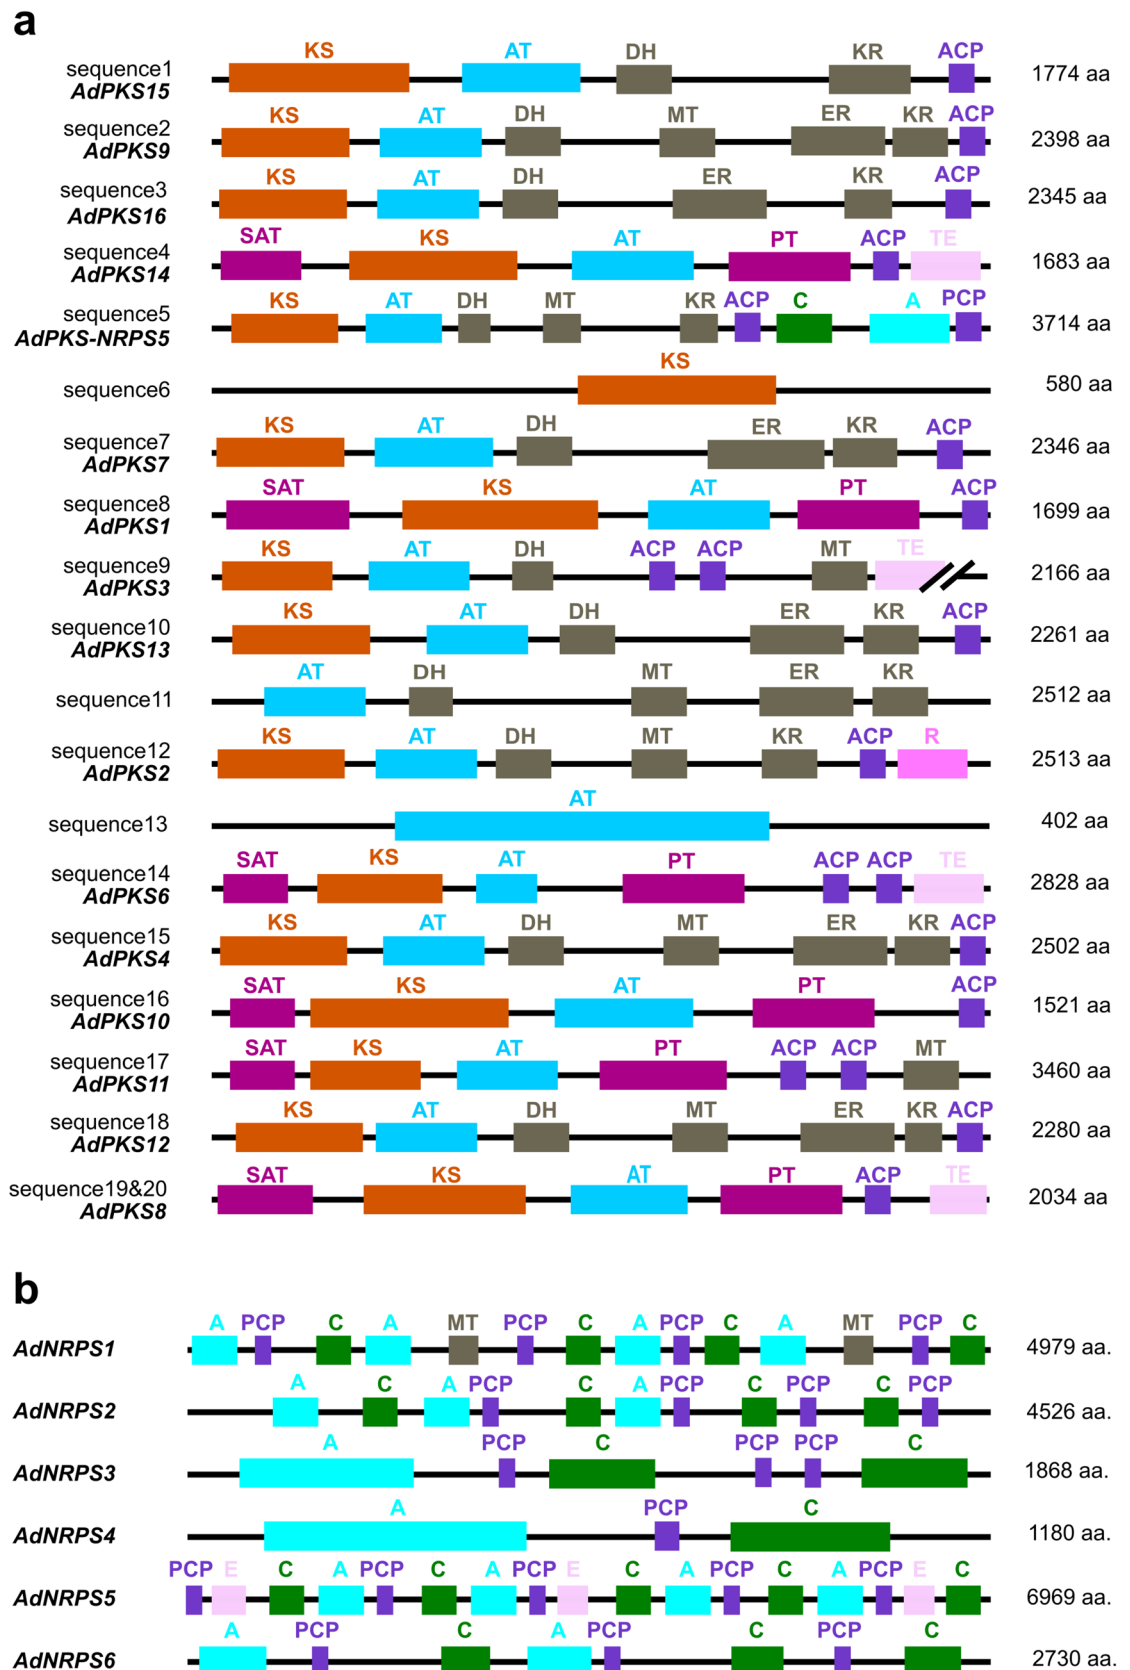 a
KS AT DH KR ACP
sequence1 1774 aa
AdPKS15
KS AT DH MT ER KR ACP
sequence2 2398 aa
AdPKS9
KS AT DH ER KR ACP
sequence3 2345 aa
AdPKS16
SAT KS AT PT ACP TE
sequence4 1683 aa
AdPKS14
KS AT DH MT KR ACP C A PCP
sequence5 3714 aa
AdPKS-NRPS5
KS
sequence6 580 aa
KS AT DH ER KR ACP
sequence7 2346 aa
AdPKS7
SAT KS AT PT ACP
sequence8 1699 aa
AdPKS1
KS AT DH ACP ACP MT TE
sequence9 2166 aa
AdPKS3
KS AT DH ER KR ACP
sequence10 2261 aa
AdPKS13
AT DH MT ER KR
sequence11 2512 aa
KS AT DH MT KR ACP R
sequence12 2513 aa
AdPKS2
AT
sequence13 402 aa
SAT KS AT PT ACP ACP TE
sequence14 2828 aa
AdPKS6
KS AT DH MT ER KR ACP
sequence15 2502 aa
AdPKS4
SAT KS AT PT ACP
sequence16 1521 aa
AdPKS10
SAT KS AT PT ACP ACP MT
sequence17 3460 aa
AdPKS11
KS AT DH MT ER KR ACP
sequence18 2280 aa
AdPKS12
SAT KS AT PT ACP TE
sequence19&20 2034 aa
AdPKS8
b
A PCP C A MT PCP C A PCP C A MT PCP C
AdNRPS1 4979 aa.
A C A PCP C A PCP C PCP C PCP
AdNRPS2 4526 aa.
A PCP C PCP PCP C
AdNRPS3 1868 aa.
A PCP C
AdNRPS4 1180 aa.
PCP E C A PCP C A PCP E C A PCP C A PCP E C
AdNRPS5 6969 aa.
A PCP C A PCP C PCP C
AdNRPS6 2730 aa.